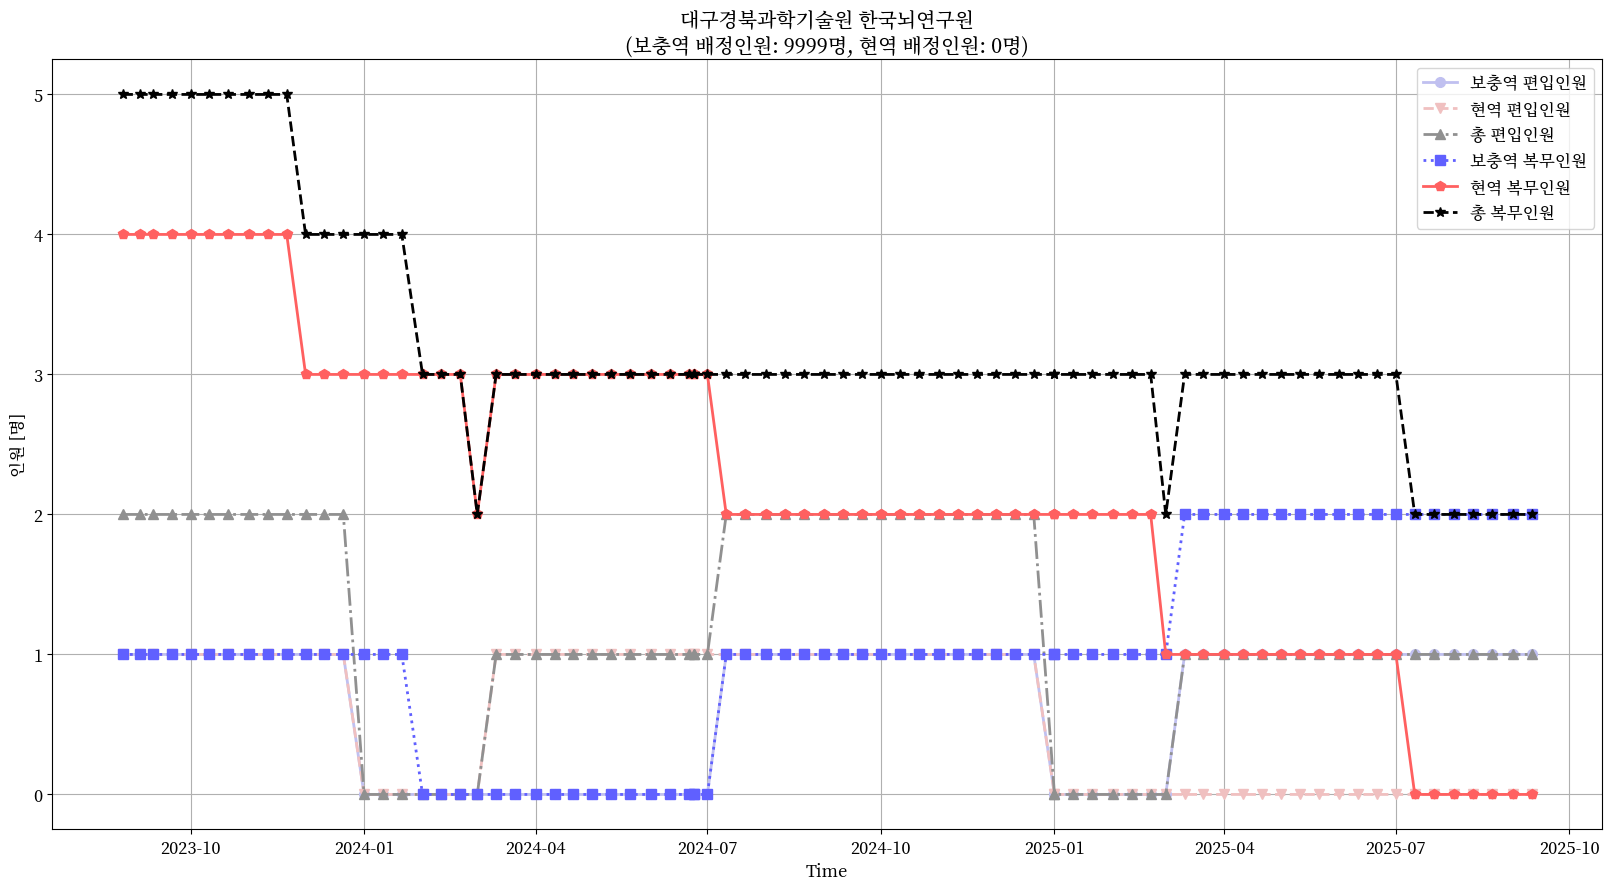 대구경북과학기술원 한국뇌연구원
(보충역 배정인원: 9999명, 현역 배정인원: 0명)
보충역 편입인원
현역 편입인원
총 편입인원
보충역 복무인원
현역 복무인원
총 복무인원
인원 [명]
5
4
3
2
1
0
2023-10
2024-01
2024-04
2024-07
2024-10
2025-01
2025-04
2025-07
2025-10
Time